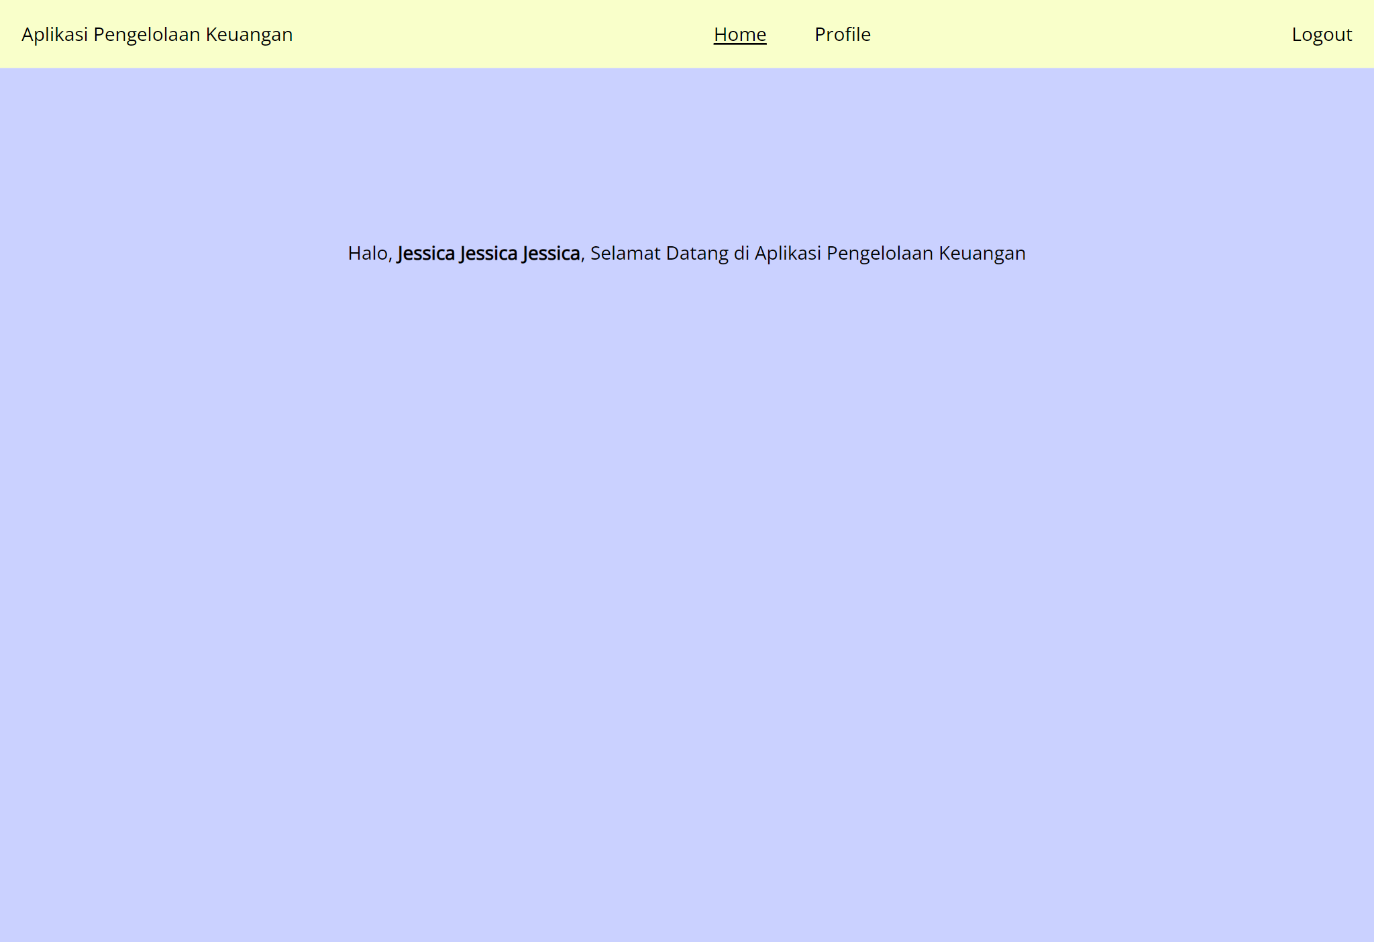 Aplikasi Pengelolaan Keuangan Home Profile Logout
Halo, Jessica Jessica Jessica, Selamat Datang di Aplikasi Pengelolaan Keuangan